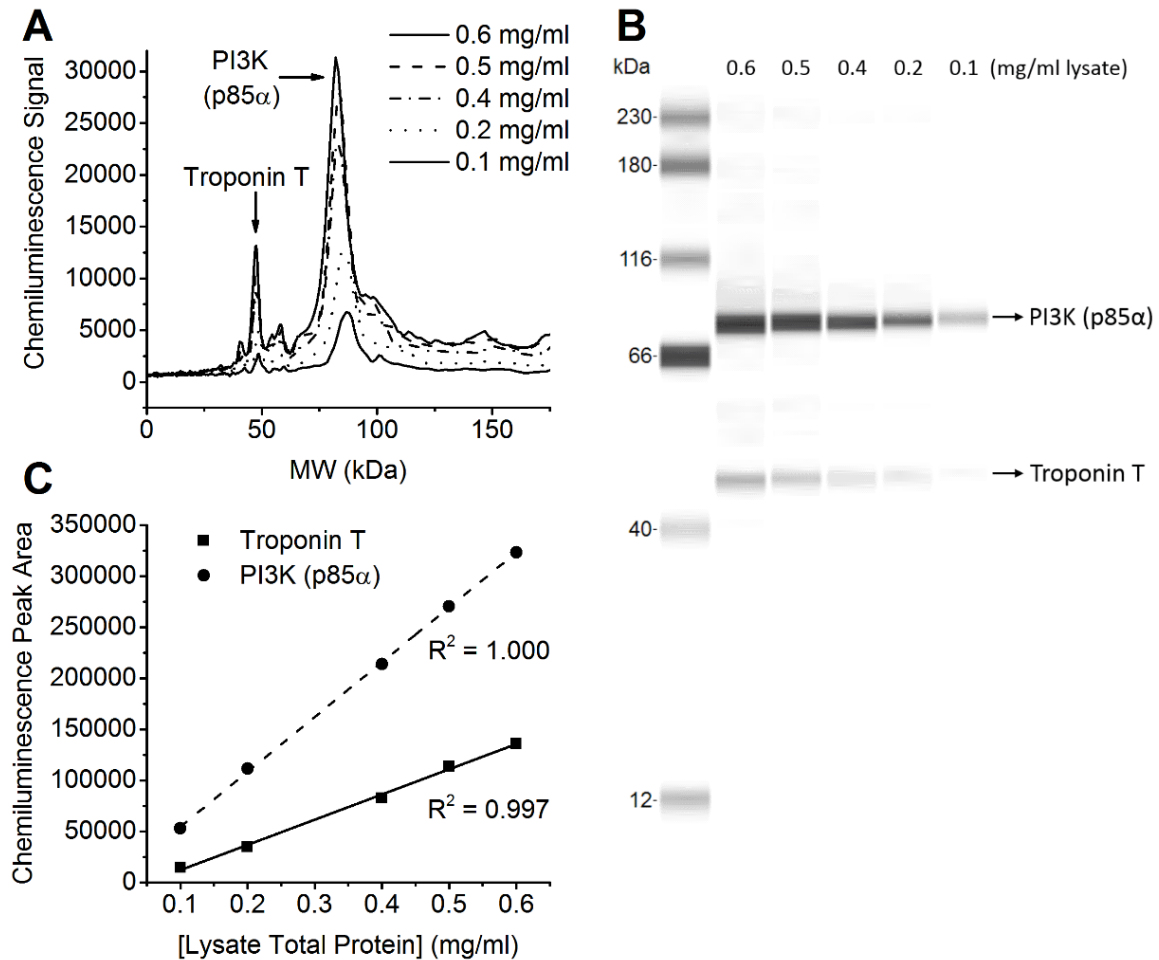 A
PI3K
(p85α)
Troponin T
0.6 mg/ml
0.5 mg/ml
0.4 mg/ml
0.2 mg/ml
0.1 mg/ml
Chemiluminescence Signal
30000
25000
20000
15000
10000
5000
0
0 50 100 150
MW (kDa)
B
kDa 0.6 0.5 0.4 0.2 0.1 (mg/ml lysate)
230-
180-
116-
PI3K (p85α)
66-
Troponin T
40-
12-
C
Chemiluminescence Peak Area
350000
300000
250000
200000
150000
100000
50000
0
Troponin T
PI3K (p85α)
R² = 1.000
R² = 0.997
0.1 0.2 0.3 0.4 0.5 0.6
[Lysate Total Protein] (mg/ml)